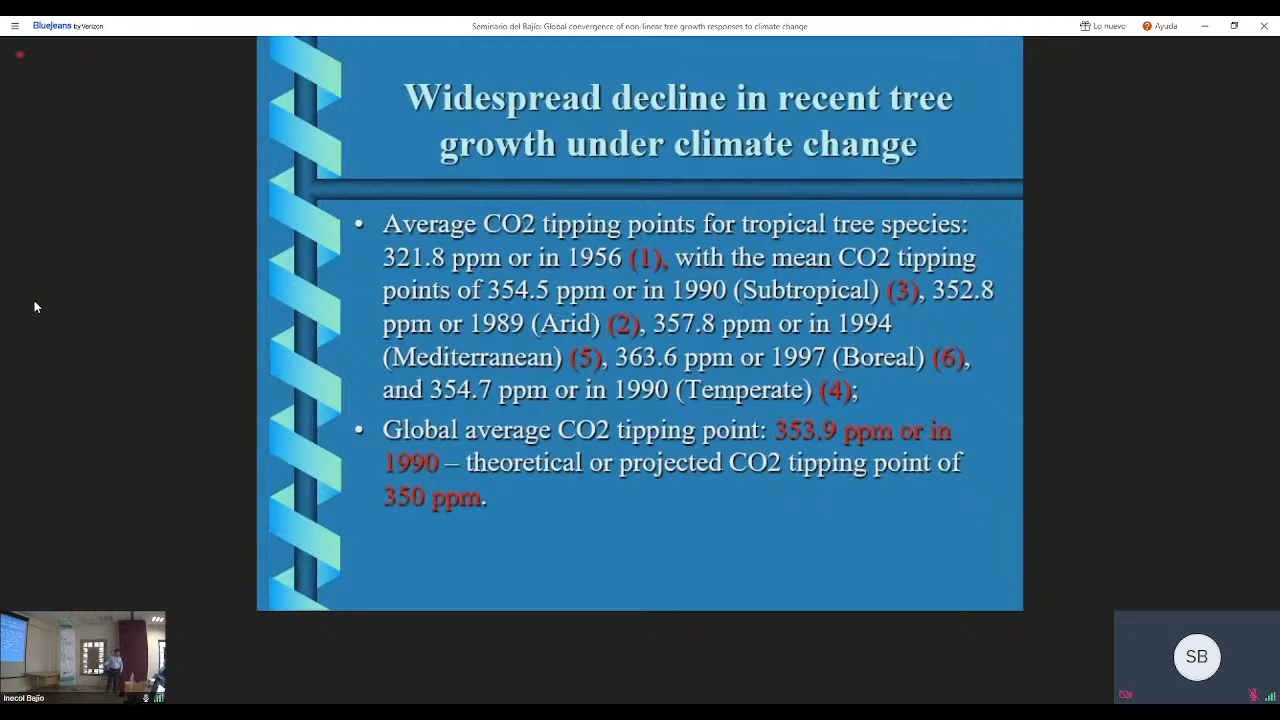 BlueJeans by Verizon
Seminario del Bajío: Global convergence of non-linear tree growth responses to climate change
Lo nuevo
Ayuda
Widespread decline in recent tree
growth under climate change
• Average CO2 tipping points for tropical tree species:
321.8 ppm or in 1956 (1), with the mean CO2 tipping
points of 354.5 ppm or in 1990 (Subtropical) (3), 352.8
ppm or 1989 (Arid) (2), 357.8 ppm or in 1994
(Mediterranean) (5), 363.6 ppm or 1997 (Boreal) (6),
and 354.7 ppm or in 1990 (Temperate) (4);
• Global average CO2 tipping point: 353.9 ppm or in
1990 – theoretical or projected CO2 tipping point of
350 ppm.
Inecol Bajío
SB